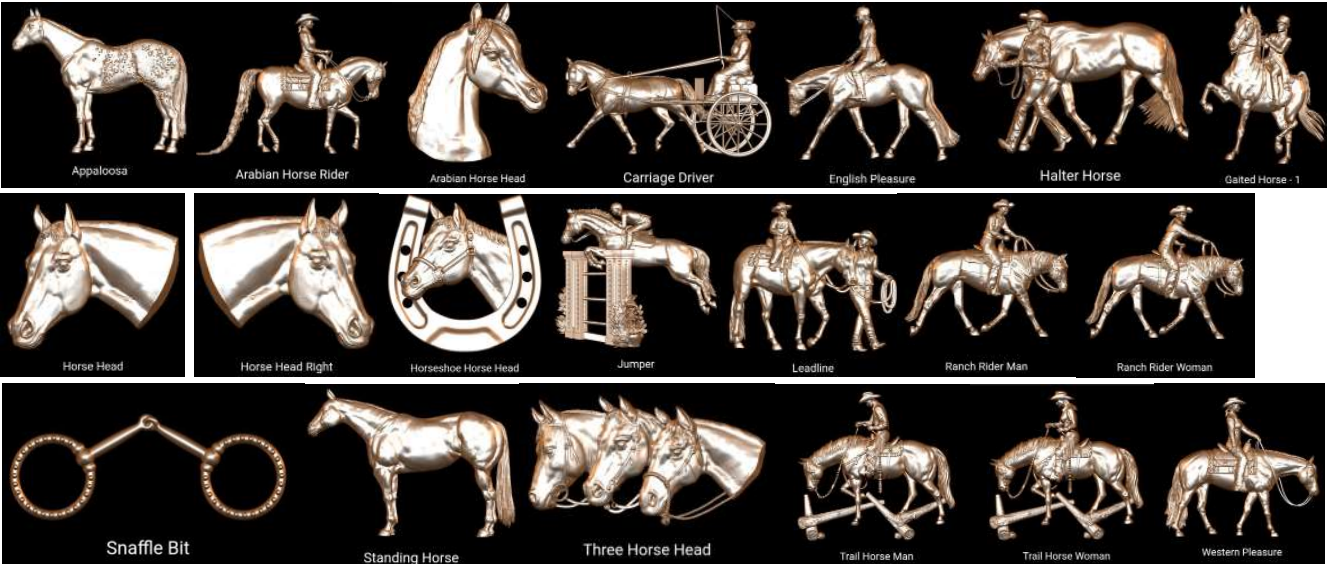 Appaloosa
Arabian Horse Rider
Arabian Horse Head
Carriage Driver
English Pleasure
Halter Horse
Gaited Horse - 1
Horse Head
Horse Head Right
Horseshoe Horse Head
Jumper
Leadline
Ranch Rider Man
Ranch Rider Woman
Snaffle Bit
Standing Horse
Three Horse Head
Trail Horse Man
Trail Horse Woman
Western Pleasure